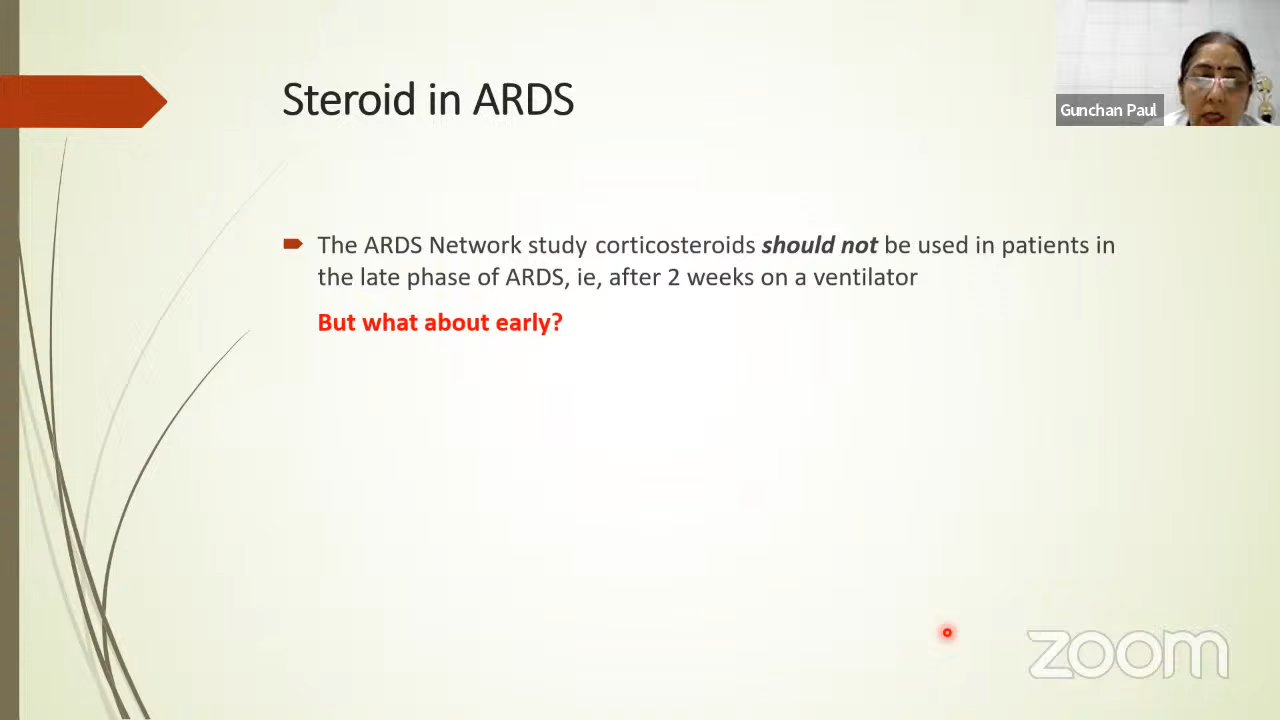 Steroid in ARDS
Gunchan Paul
The ARDS Network study corticosteroids should not be used in patients in
the late phase of ARDS, ie, after 2 weeks on a ventilator
But what about early?
zoom